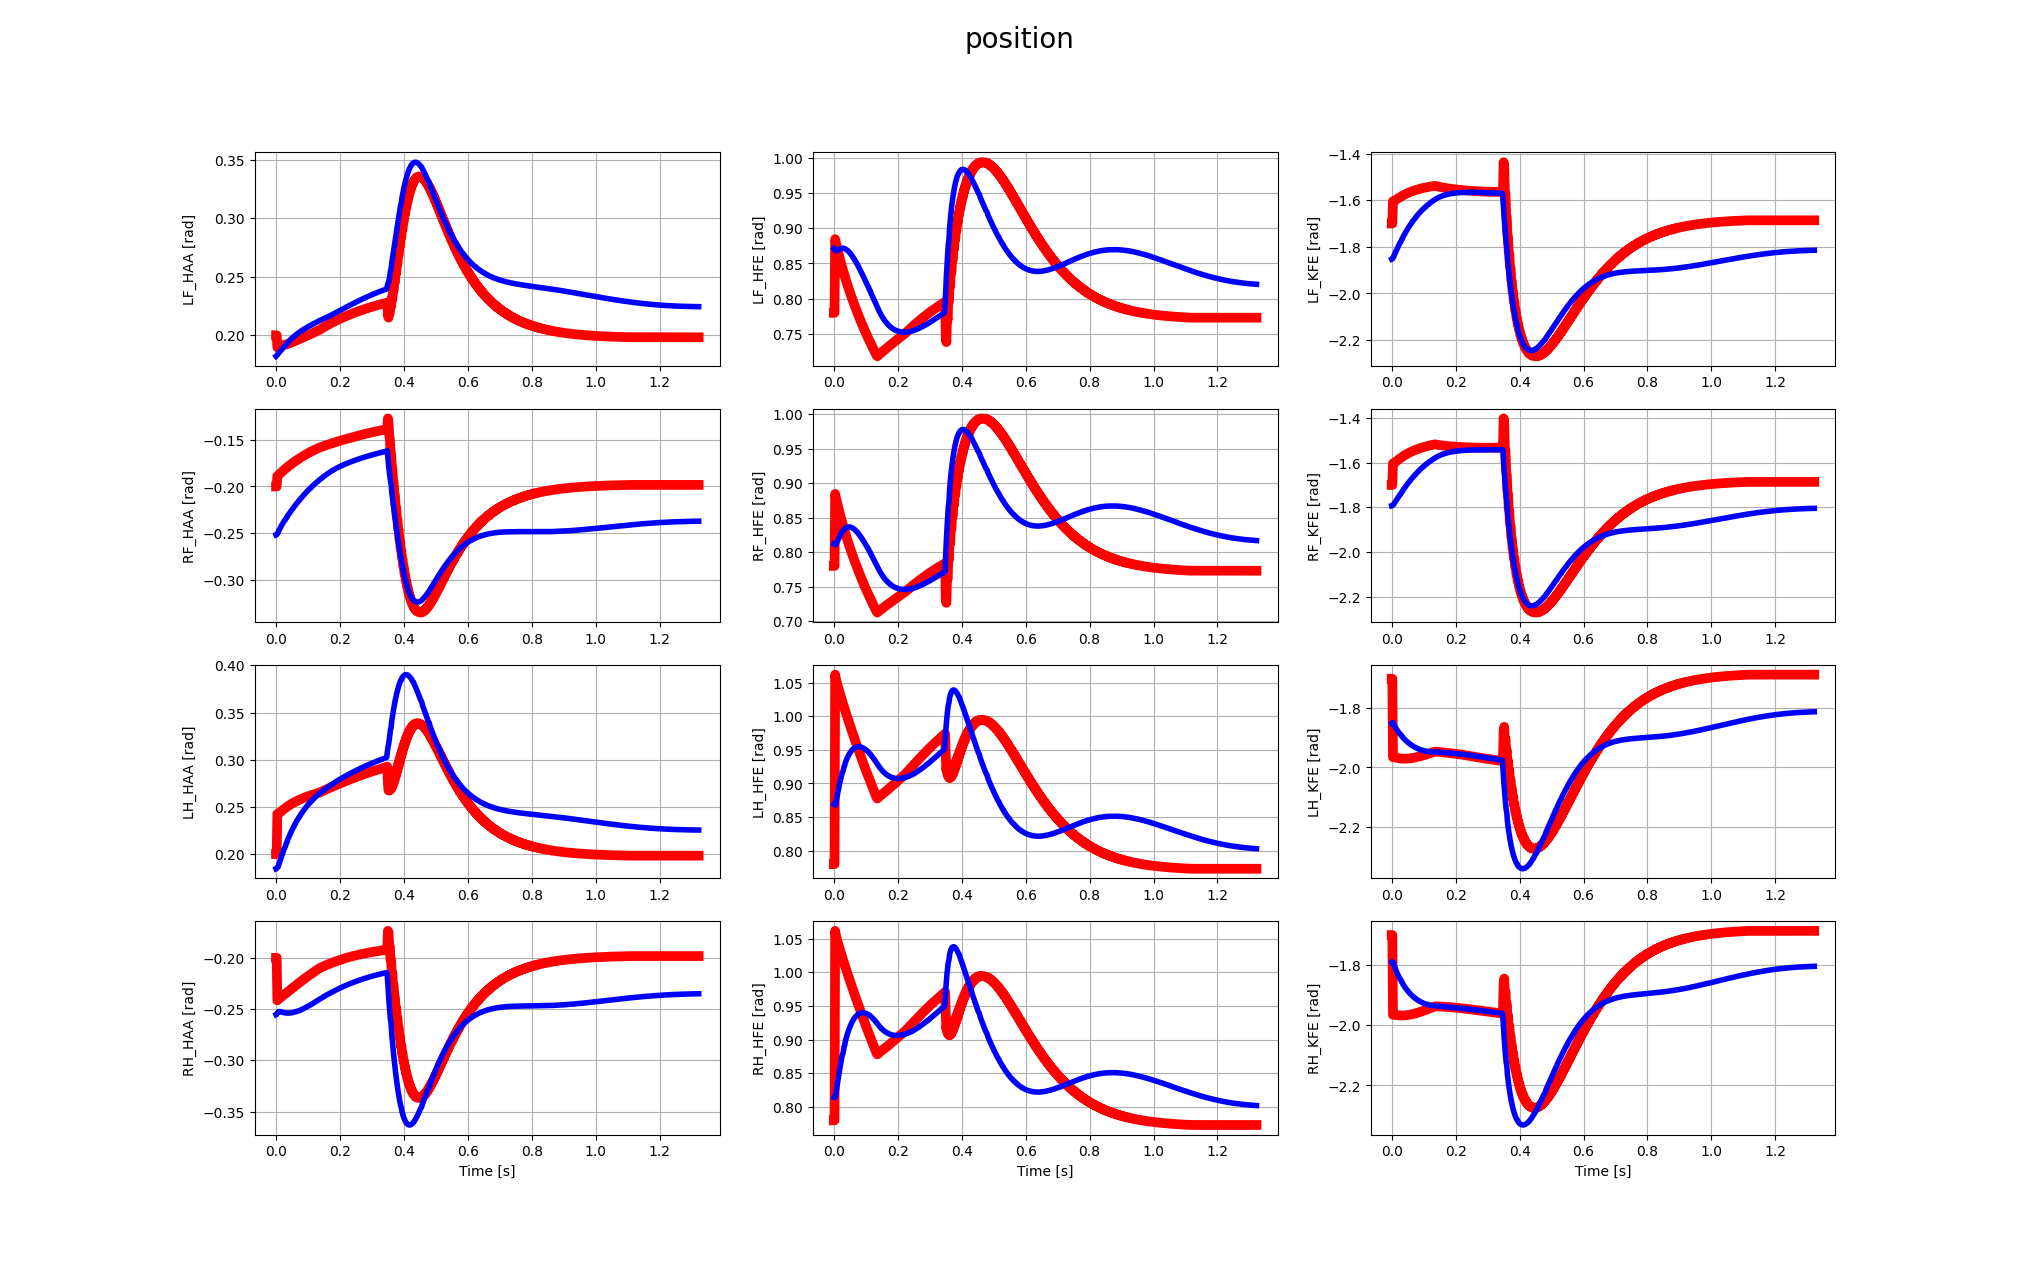 position
LF_HAA [rad]
0.35
0.30
0.25
0.20
0.0 0.2 0.4 0.6 0.8 1.0 1.2
LF_HFE [rad]
1.00
0.95
0.90
0.85
0.80
0.75
0.0 0.2 0.4 0.6 0.8 1.0 1.2
LF_KFE [rad]
−1.4
−1.6
−1.8
−2.0
−2.2
0.0 0.2 0.4 0.6 0.8 1.0 1.2
RF_HAA [rad]
−0.15
−0.20
−0.25
−0.30
0.0 0.2 0.4 0.6 0.8 1.0 1.2
RF_HFE [rad]
1.00
0.95
0.90
0.85
0.80
0.75
0.70
0.0 0.2 0.4 0.6 0.8 1.0 1.2
RF_KFE [rad]
−1.4
−1.6
−1.8
−2.0
−2.2
0.0 0.2 0.4 0.6 0.8 1.0 1.2
LH_HAA [rad]
0.40
0.35
0.30
0.25
0.20
0.0 0.2 0.4 0.6 0.8 1.0 1.2
LH_HFE [rad]
1.05
1.00
0.95
0.90
0.85
0.80
0.0 0.2 0.4 0.6 0.8 1.0 1.2
LH_KFE [rad]
−1.8
−2.0
−2.2
0.0 0.2 0.4 0.6 0.8 1.0 1.2
RH_HAA [rad]
−0.20
−0.25
−0.30
−0.35
0.0 0.2 0.4 0.6 0.8 1.0 1.2
Time [s]
RH_HFE [rad]
1.05
1.00
0.95
0.90
0.85
0.80
0.0 0.2 0.4 0.6 0.8 1.0 1.2
Time [s]
RH_KFE [rad]
−1.8
−2.0
−2.2
0.0 0.2 0.4 0.6 0.8 1.0 1.2
Time [s]